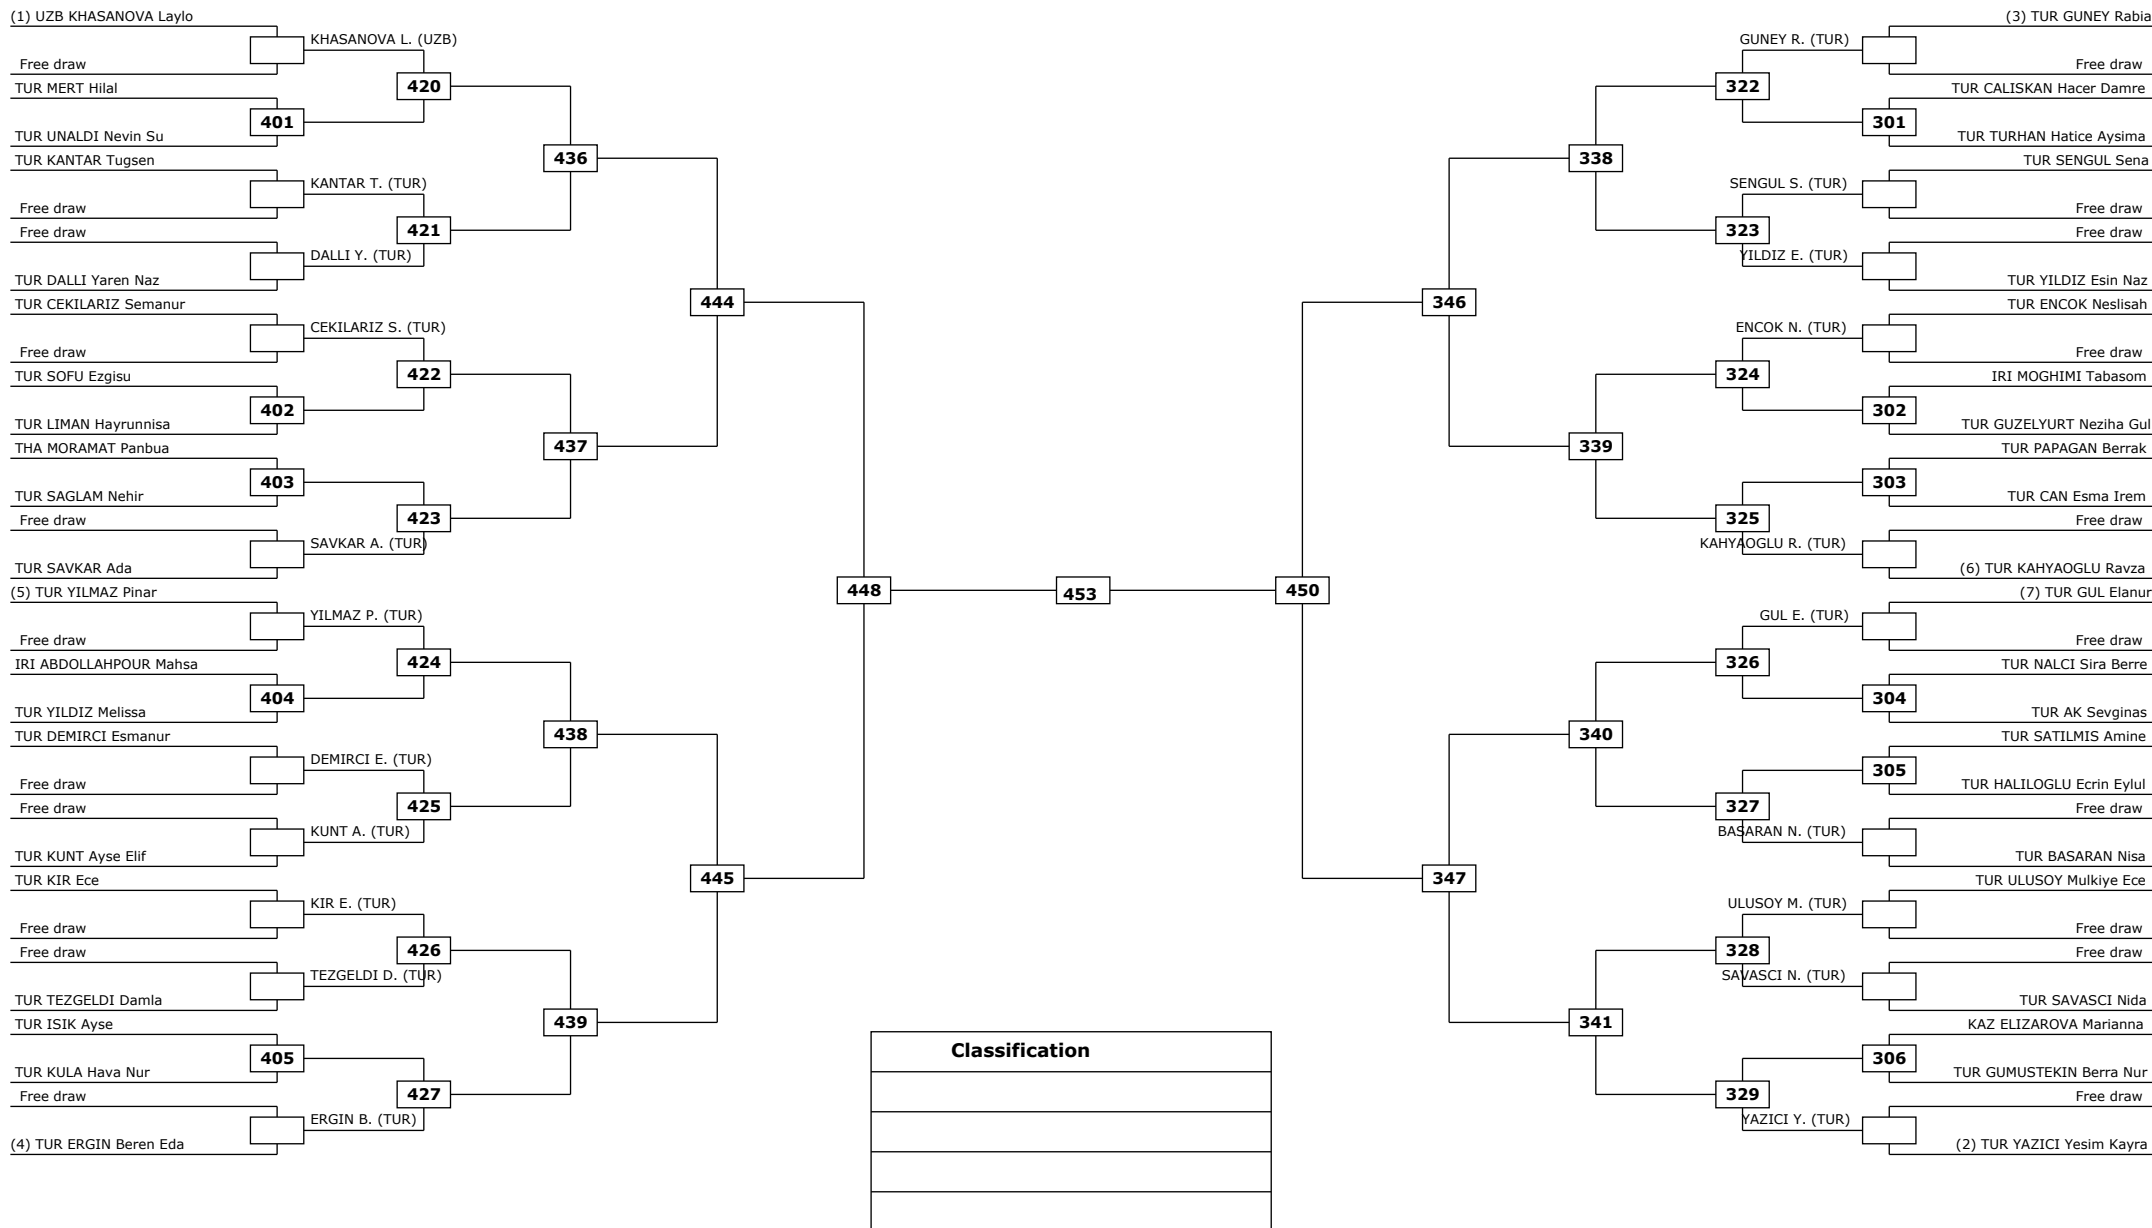 (1) UZB KHASANOVA Laylo
KHASANOVA L. (UZB)
Free draw
420
TUR MERT Hilal
401
TUR UNALDI Nevin Su
436
TUR KANTAR Tugsen
KANTAR T. (TUR)
Free draw
421
Free draw
DALLI Y. (TUR)
TUR DALLI Yaren Naz
444
TUR CEKILARIZ Semanur
CEKILARIZ S. (TUR)
Free draw
422
TUR SOFU Ezgisu
402
TUR LIMAN Hayrunnisa
437
THA MORAMAT Panbua
403
TUR SAGLAM Nehir
423
Free draw
SAVKAR A. (TUR)
TUR SAVKAR Ada
448
(5) TUR YILMAZ Pinar
YILMAZ P. (TUR)
Free draw
424
IRI ABDOLLAHPOUR Mahsa
404
TUR YILDIZ Melissa
438
TUR DEMIRCI Esmanur
DEMIRCI E. (TUR)
Free draw
425
Free draw
KUNT A. (TUR)
TUR KUNT Ayse Elif
445
TUR KIR Ece
KIR E. (TUR)
Free draw
426
Free draw
TEZGELDI D. (TUR)
TUR TEZGELDI Damla
439
TUR ISIK Ayse
405
TUR KULA Hava Nur
427
Free draw
ERGIN B. (TUR)
(4) TUR ERGIN Beren Eda
453
Classification
(3) TUR GUNEY Rabia
GUNEY R. (TUR)
Free draw
322
TUR CALISKAN Hacer Damre
301
TUR TURHAN Hatice Aysima
338
TUR SENGUL Sena
SENGUL S. (TUR)
Free draw
323
Free draw
YILDIZ E. (TUR)
TUR YILDIZ Esin Naz
346
TUR ENCOK Neslisah
ENCOK N. (TUR)
Free draw
324
IRI MOGHIMI Tabasom
302
TUR GUZELYURT Neziha Gul
339
TUR PAPAGAN Berrak
303
TUR CAN Esma Irem
325
Free draw
KAHYAOGLU R. (TUR)
(6) TUR KAHYAOGLU Ravza
450
(7) TUR GUL Elanur
GUL E. (TUR)
Free draw
326
TUR NALCI Sira Berre
304
TUR AK Sevginas
340
TUR SATILMIS Amine
305
TUR HALILOGLU Ecrin Eylul
327
Free draw
BASARAN N. (TUR)
TUR BASARAN Nisa
347
TUR ULUSOY Mulkiye Ece
ULUSOY M. (TUR)
Free draw
328
Free draw
SAVASCI N. (TUR)
TUR SAVASCI Nida
341
KAZ ELIZAROVA Marianna
306
TUR GUMUSTEKIN Berra Nur
329
Free draw
YAZICI Y. (TUR)
(2) TUR YAZICI Yesim Kayra